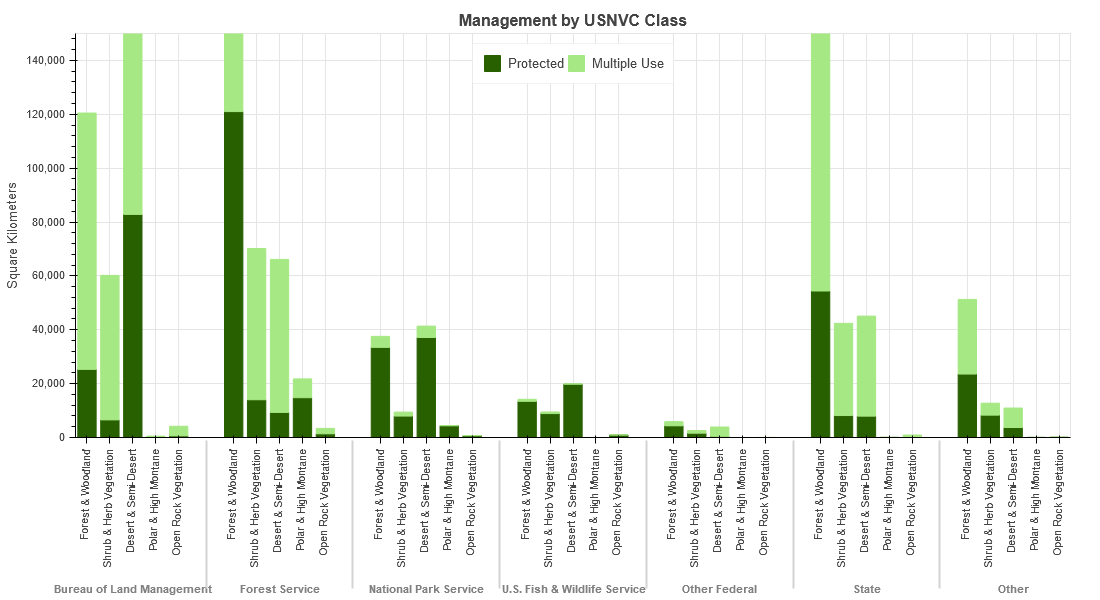 Management by USNVC Class
Protected
Multiple Use
Square Kilometers
140,000
120,000
100,000
80,000
60,000
40,000
20,000
0
Forest & Woodland
Shrub & Herb Vegetation
Desert & Semi-Desert
Polar & High Montane
Open Rock Vegetation
Forest & Woodland
Shrub & Herb Vegetation
Desert & Semi-Desert
Polar & High Montane
Open Rock Vegetation
Forest & Woodland
Shrub & Herb Vegetation
Desert & Semi-Desert
Polar & High Montane
Open Rock Vegetation
Forest & Woodland
Shrub & Herb Vegetation
Desert & Semi-Desert
Polar & High Montane
Open Rock Vegetation
Forest & Woodland
Shrub & Herb Vegetation
Desert & Semi-Desert
Polar & High Montane
Open Rock Vegetation
Forest & Woodland
Shrub & Herb Vegetation
Desert & Semi-Desert
Polar & High Montane
Open Rock Vegetation
Forest & Woodland
Shrub & Herb Vegetation
Desert & Semi-Desert
Polar & High Montane
Open Rock Vegetation
Bureau of Land Management
Forest Service
National Park Service
U.S. Fish & Wildlife Service
Other Federal
State
Other